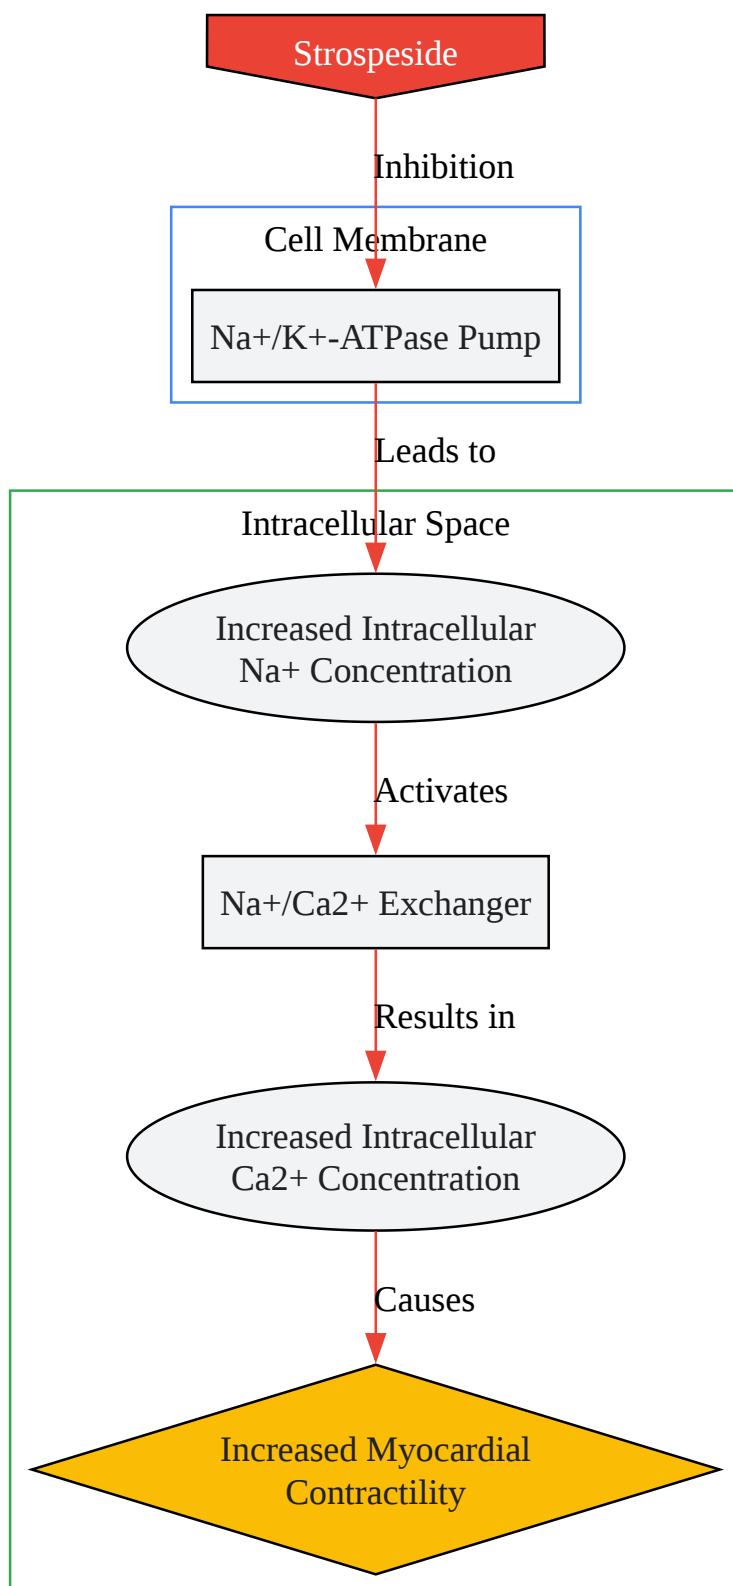 Strospeside
Inhibition
Cell Membrane
Na+/K+-ATPase Pump
Leads to
Intracellular Space
Increased Intracellular
Na+ Concentration
Activates
Na+/Ca2+ Exchanger
Results in
Increased Intracellular
Ca2+ Concentration
Causes
Increased Myocardial
Contractility